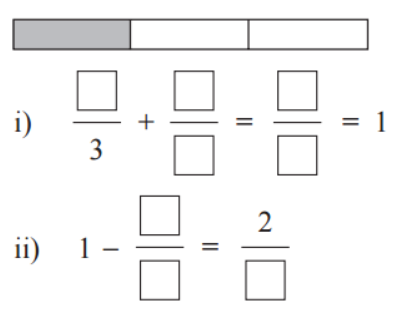 i) □/3 + □/□ = □/□ = 1
ii) 1 − □/□ = 2/□